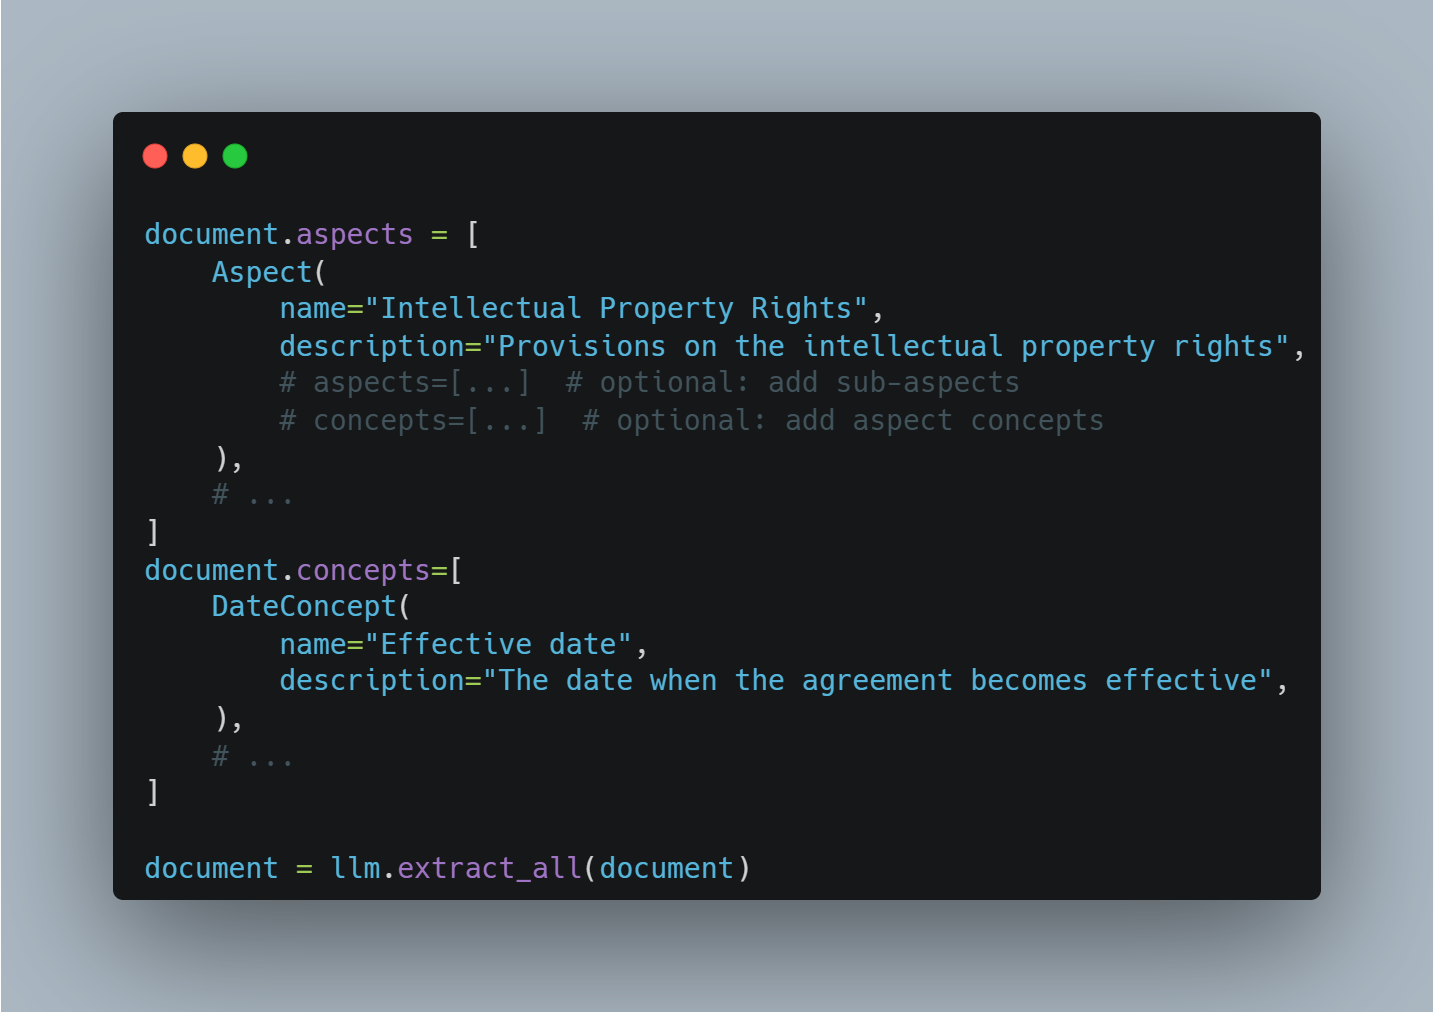 document.aspects = [
    Aspect(
        name="Intellectual Property Rights",
        description="Provisions on the intellectual property rights",
        # aspects=[...]  # optional: add sub-aspects
        # concepts=[...]  # optional: add aspect concepts
    ),
    # ...
]
document.concepts=[
    DateConcept(
        name="Effective date",
        description="The date when the agreement becomes effective",
    ),
    # ...
]

document = llm.extract_all(document)